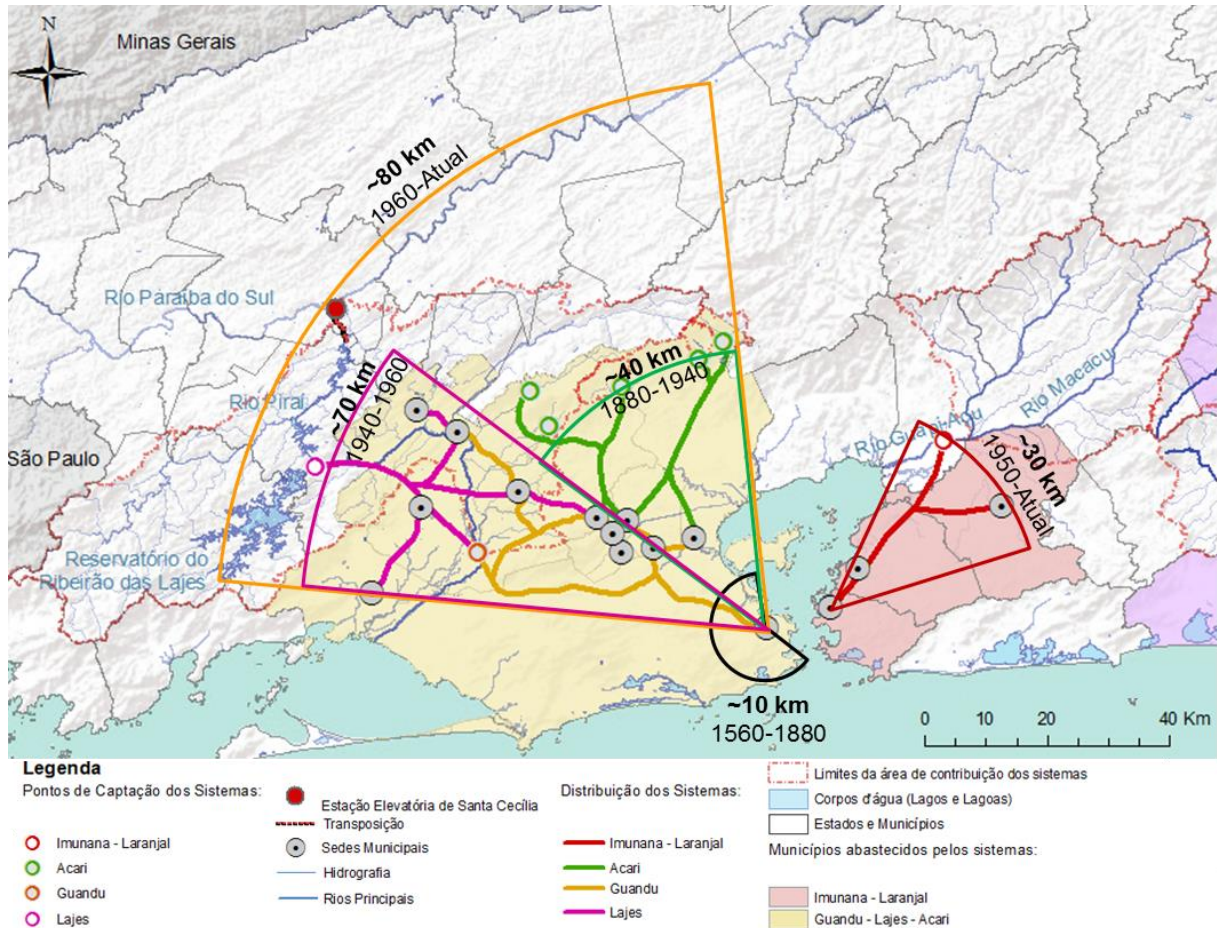 N
Minas Gerais
~80 km
1960-Atual
Rio Paraíba do Sul
~40 km
1880-1940
Rio Piraí
~70 km
1940-1960
Rio Macacu
Rio Guapi-Açu
~30 km
1950-Atual
São Paulo
Reservatório do
Ribeirão das Lajes
~10 km
1560-1880
0 10 20 40 Km
Legenda
Pontos de Captação dos Sistemas:
Imunana - Laranjal
Acari
Guandu
Lajes
Estação Elevatória de Santa Cecília
Transposição
Sedes Municipais
Hidrografia
Rios Principais
Distribuição dos Sistemas:
Imunana - Laranjal
Acari
Guandu
Lajes
Limites da área de contribuição dos sistemas
Corpos d'água (Lagos e Lagoas)
Estados e Municípios
Municípios abastecidos pelos sistemas:
Imunana - Laranjal
Guandu - Lajes - Acari